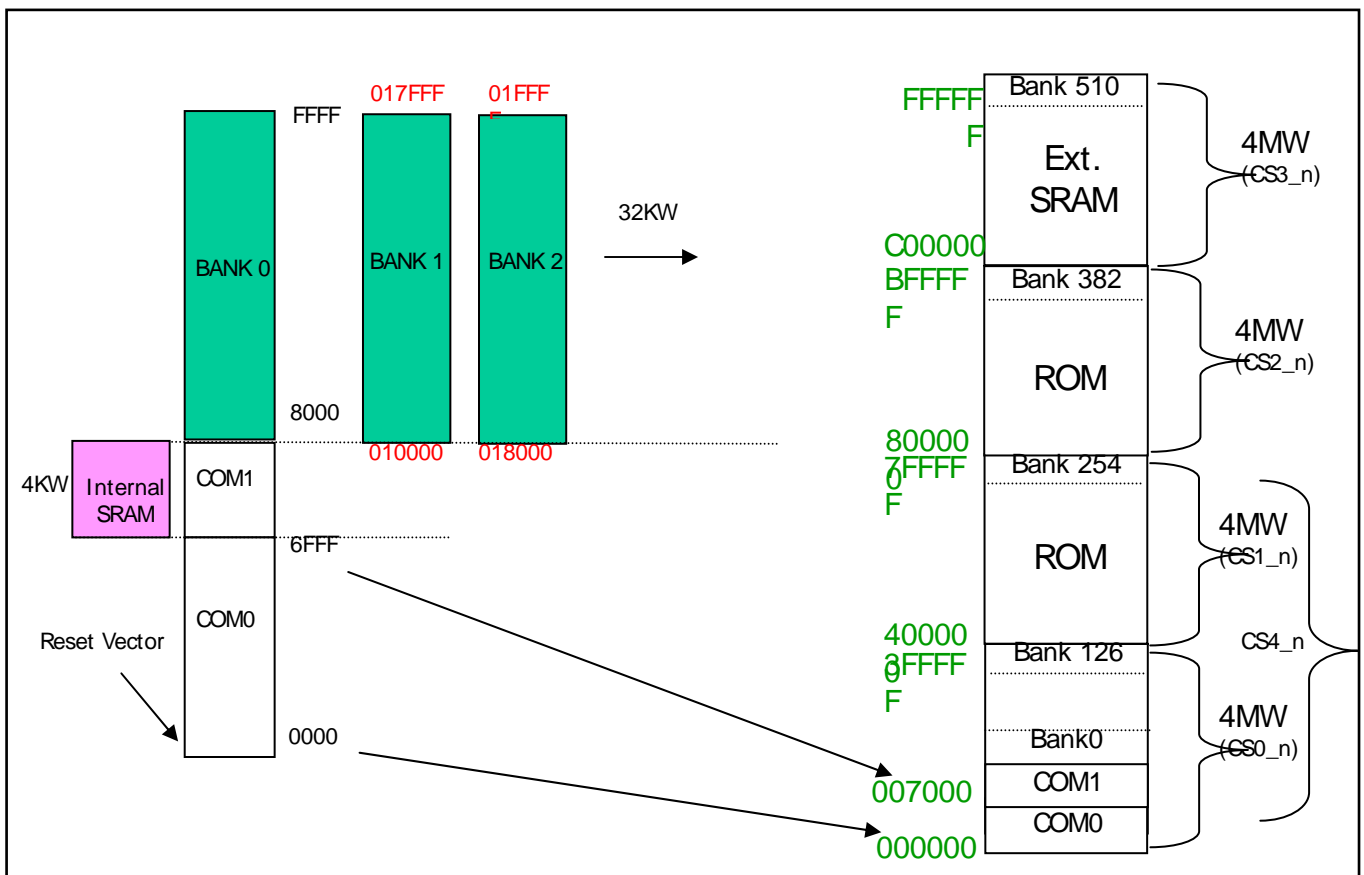 017FFF
01FFF
F
FFFF
BANK 0
BANK 1
BANK 2
32KW
8000
010000
018000
4KW
Internal
SRAM
COM1
6FFF
COM0
Reset Vector
0000
FFFFF
F
Bank 510
Ext.
SRAM
4MW
(CS3_n)
C00000
BFFFF
F
Bank 382
ROM
4MW
(CS2_n)
80000
0
7FFFF
F
Bank 254
ROM
4MW
(CS1_n)
40000
0
3FFFF
F
Bank 126
CS4_n
Bank0
4MW
(CS0_n)
007000
COM1
COM0
000000